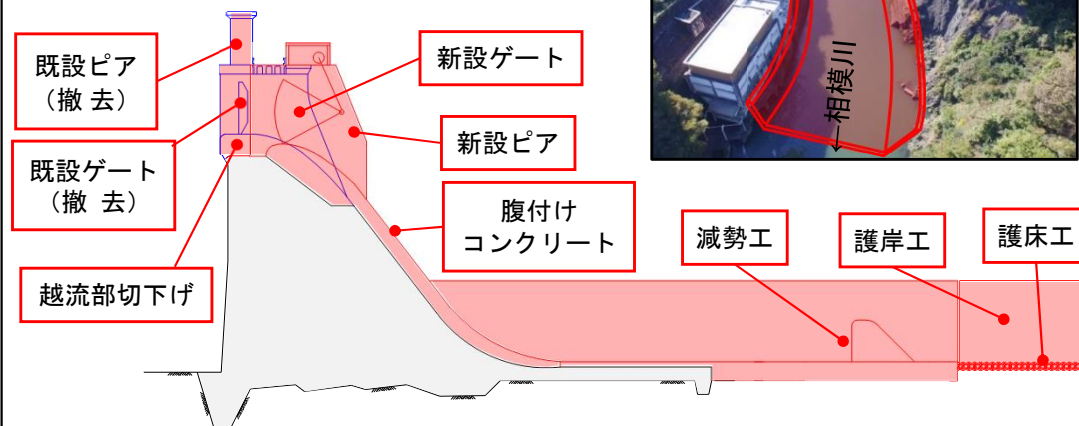 既設ピア
（撤 去）
新設ゲート
←相模川
新設ピア
既設ゲート
（撤 去）
腹付け
コンクリート
減勢工
護岸工
護床工
越流部切下げ